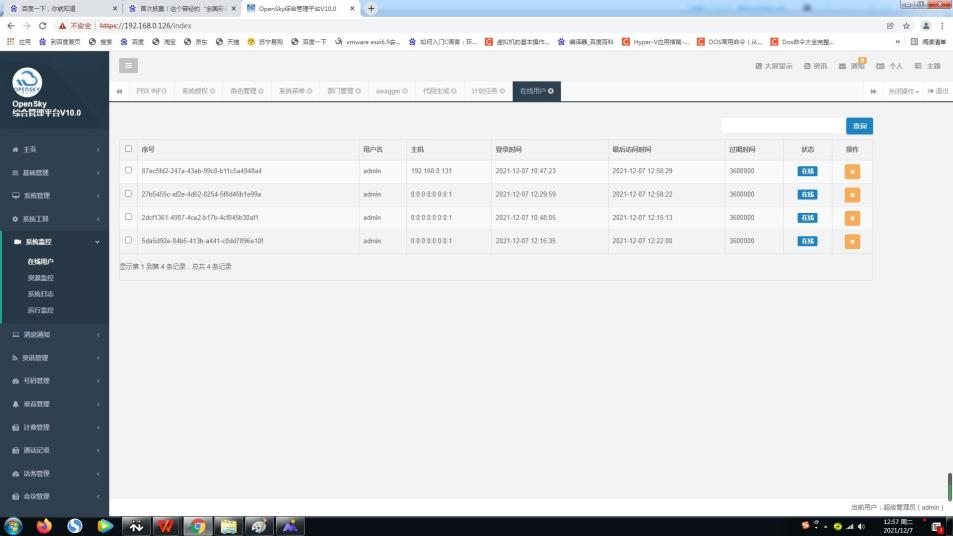 百度一下，你就知道
首次披露！这个曾经的"全国示
OpenSky综合管理平台V10.0
不安全 https://192.168.0.126/index
应用 到百度首页 搜索 百度 淘宝 京东 天猫 苏宁易购 百度一下 vmware esxi6.5安... 如何入门C语言：环... 虚拟机的基本操作... 编译器_百度百科 Hyper-V应用指南-... DOS常用命令（从... Dos命令大全完整... » 阅读清单
OPENSKY
OpenSky
综合管理平台V10.0
大屏显示 资讯 通知 个人 主题
PBX INFO 系统授权 角色管理 系统菜单 部门管理 swagger 代码生成 计划任务 在线用户 关闭操作 退出
主页
基础管理
系统管理
系统工具
系统监控
在线用户
资源监控
系统日志
运行监控
消息通知
资讯管理
号码管理
录音管理
计费管理
通话记录
话务管理
会议管理
查询
序号 用户名 主机 登录时间 最后访问时间 过期时间 状态 操作
87ec5fd2-247a-43ab-99c8-b11c5a4948a4 admin 192.168.0.131 2021-12-07 10:47:23 2021-12-07 12:58:29 3600000 在线
27b5455c-af2e-4d62-8254-5f8d46b1e99a admin 0:0:0:0:0:0:0:1 2021-12-07 12:29:59 2021-12-07 12:58:22 3600000 在线
2dcf1361-4987-4ce2-b17b-4cf045b30af1 admin 0:0:0:0:0:0:0:1 2021-12-07 10:48:05 2021-12-07 12:15:13 3600000 在线
5da5d92e-84b5-413b-a441-c0dd7896e10f admin 0:0:0:0:0:0:0:1 2021-12-07 12:16:35 2021-12-07 12:22:00 3600000 在线
显示第 1 到第 4 条记录，总共 4 条记录
当前用户：超级管理员（admin）
12:57 周二
2021/12/7